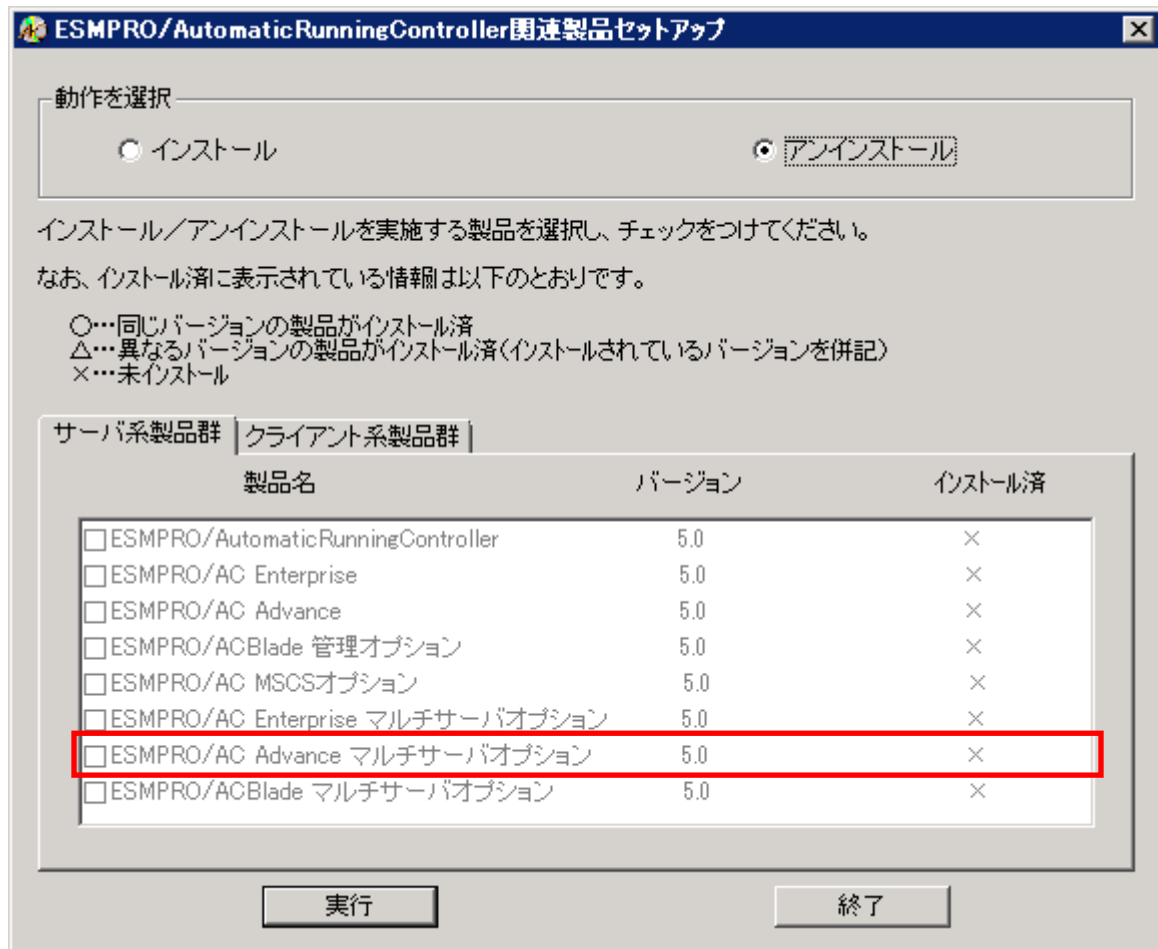 ESMPRO/AutomaticRunningController関連製品セットアップ
動作を選択
インストール アンインストール
インストール／アンインストールを実施する製品を選択し、チェックをつけてください。
なお、インストール済に表示されている情報は以下のとおりです。
○…同じバージョンの製品がインストール済
△…異なるバージョンの製品がインストール済（インストールされているバージョンを併記）
×…未インストール
サーバ系製品群 クライアント系製品群
製品名 バージョン インストール済
ESMPRO/AutomaticRunningController 5.0 ×
ESMPRO/AC Enterprise 5.0 ×
ESMPRO/AC Advance 5.0 ×
ESMPRO/ACBlade 管理オプション 5.0 ×
ESMPRO/AC MSCSオプション 5.0 ×
ESMPRO/AC Enterprise マルチサーバオプション 5.0 ×
ESMPRO/AC Advance マルチサーバオプション 5.0 ×
ESMPRO/ACBlade マルチサーバオプション 5.0 ×
実行 終了